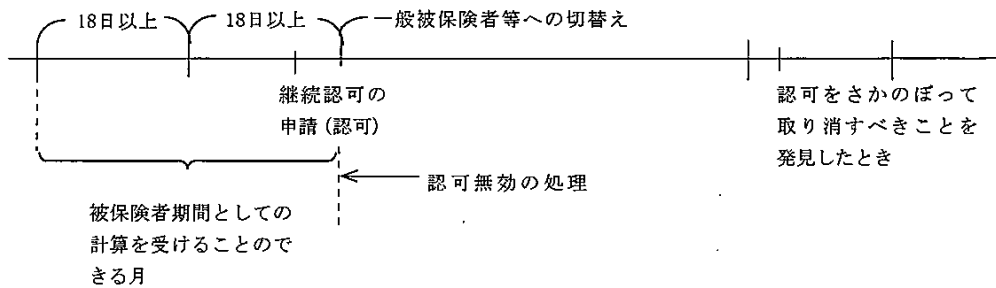 18日以上
18日以上
一般被保険者等への切替え
継続認可の
申請(認可)
認可をさかのぼって
取り消すべきことを
発見したとき
認可無効の処理
被保険者期間としての
計算を受けることので
きる月